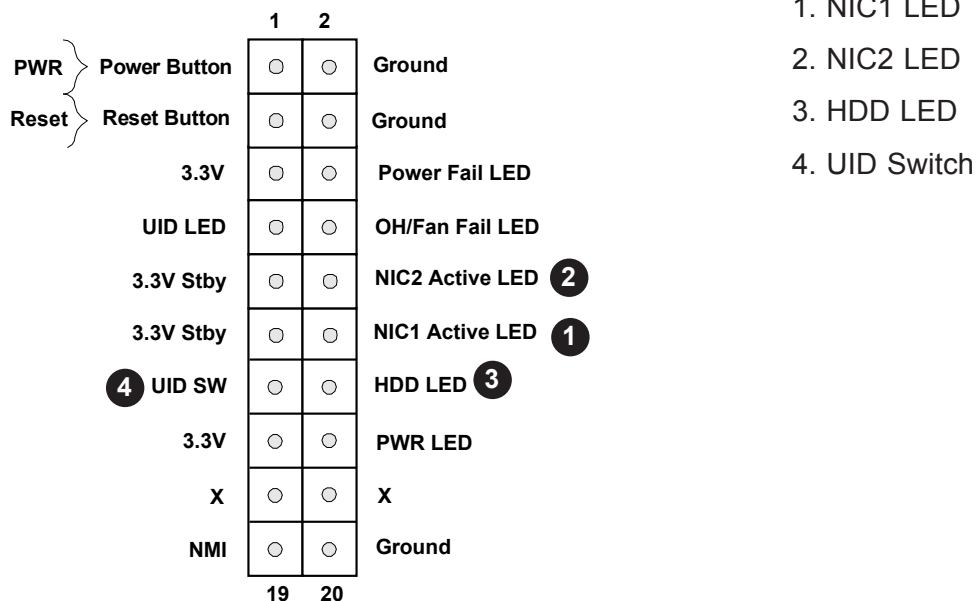 1 2
PWR Power Button Ground
Reset Reset Button Ground
3.3V Power Fail LED
UID LED OH/Fan Fail LED
3.3V Stby NIC2 Active LED 2
3.3V Stby NIC1 Active LED 1
4 UID SW HDD LED 3
3.3V PWR LED
X X
NMI Ground
19 20
1. NIC1 LED
2. NIC2 LED
3. HDD LED
4. UID Switch